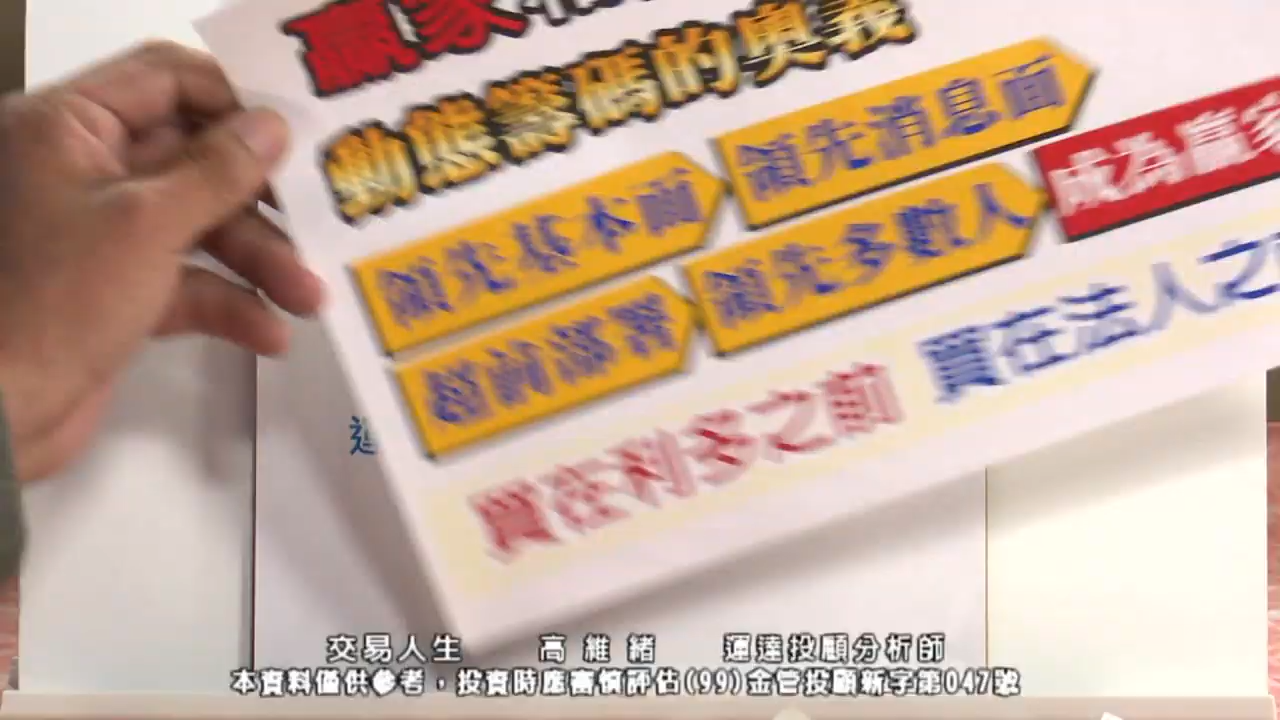 贏家
動態籌碼的奧義
領先基本面 領先消息面
超前部署 領先多數人 成為贏家
買在利多之前 買在法人之
交易人生 高維緒 運達投顧分析師
本資料僅供參考，投資時應審慎評估(99)金管投顧新字第047號